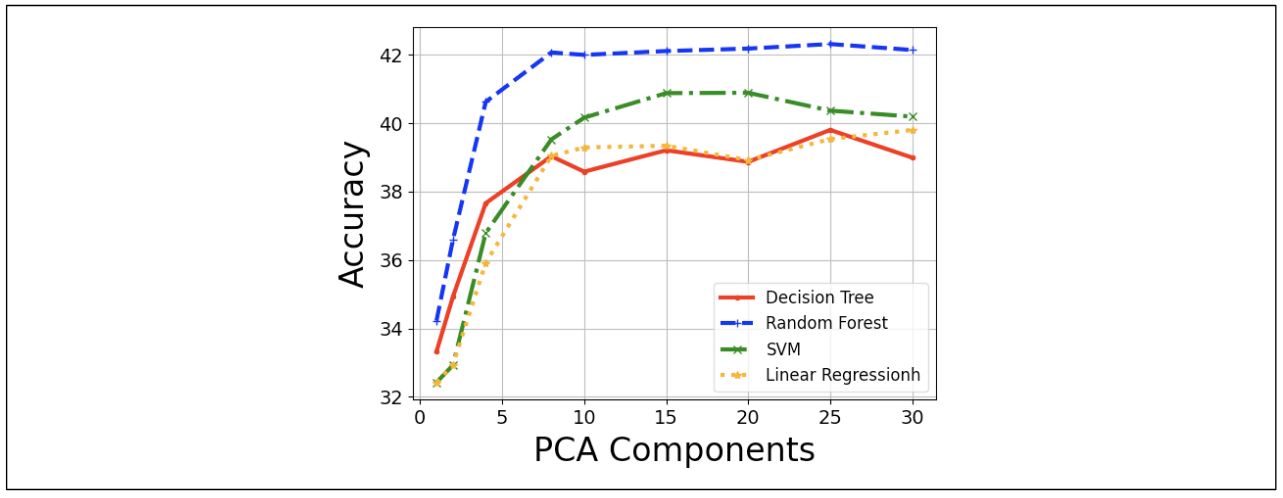 42
40
38
36
34
32
Accuracy
0 5 10 15 20 25 30
PCA Components
Decision Tree
Random Forest
SVM
Linear Regressionh